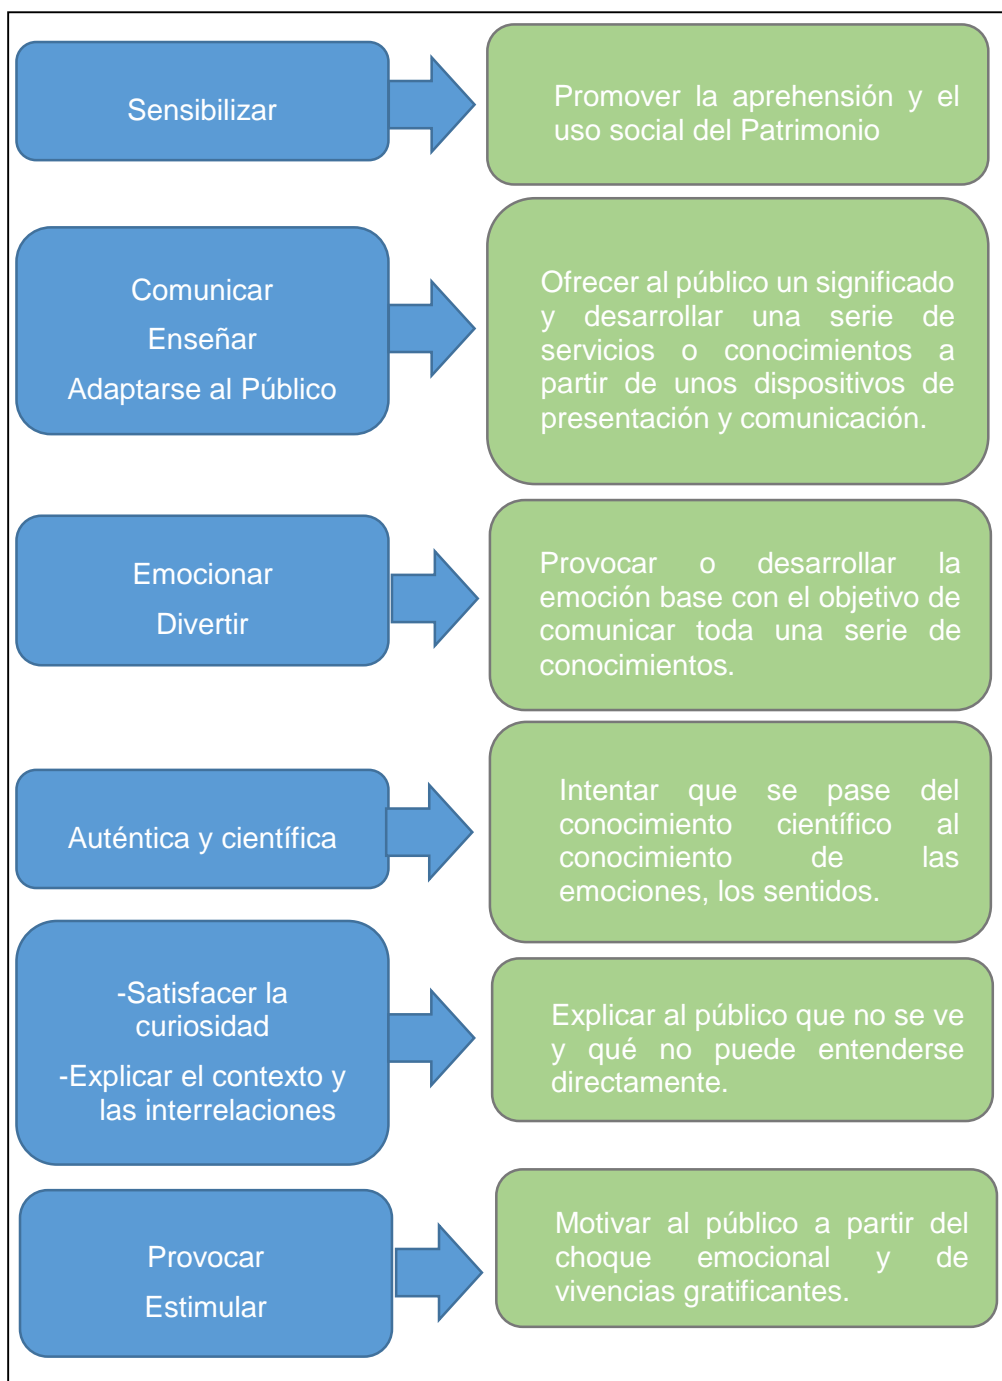 Sensibilizar
Promover la aprehensión y el
uso social del Patrimonio
Comunicar
Enseñar
Adaptarse al Público
Ofrecer al público un significado
y desarrollar una serie de
servicios o conocimientos a
partir de unos dispositivos de
presentación y comunicación.
Emocionar
Divertir
Provocar o desarrollar la
emoción base con el objetivo de
comunicar toda una serie de
conocimientos.
Auténtica y científica
Intentar que se pase del
conocimiento científico al
conocimiento de las
emociones, los sentidos.
-Satisfacer la
curiosidad
-Explicar el contexto y
las interrelaciones
Explicar al público que no se ve
y qué no puede entenderse
directamente.
Provocar
Estimular
Motivar al público a partir del
choque emocional y de
vivencias gratificantes.